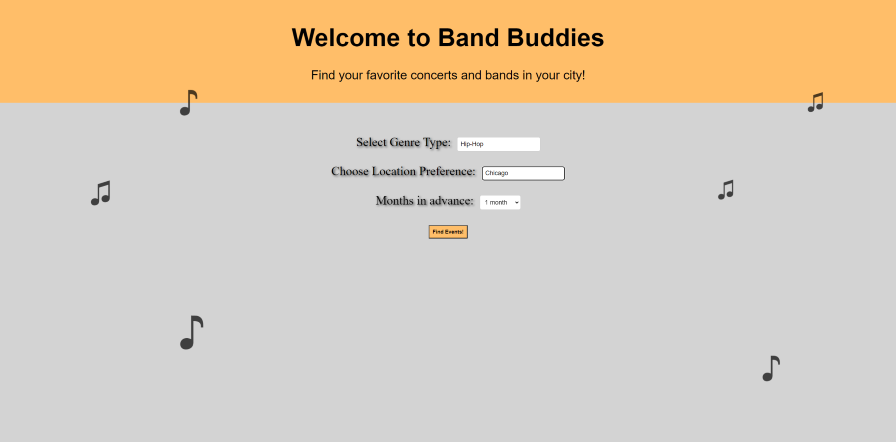 Welcome to Band Buddies
Find your favorite concerts and bands in your city!
Select Genre Type: Hip-Hop
Choose Location Preference: Chicago
Months in advance: 1 month
Find Events!